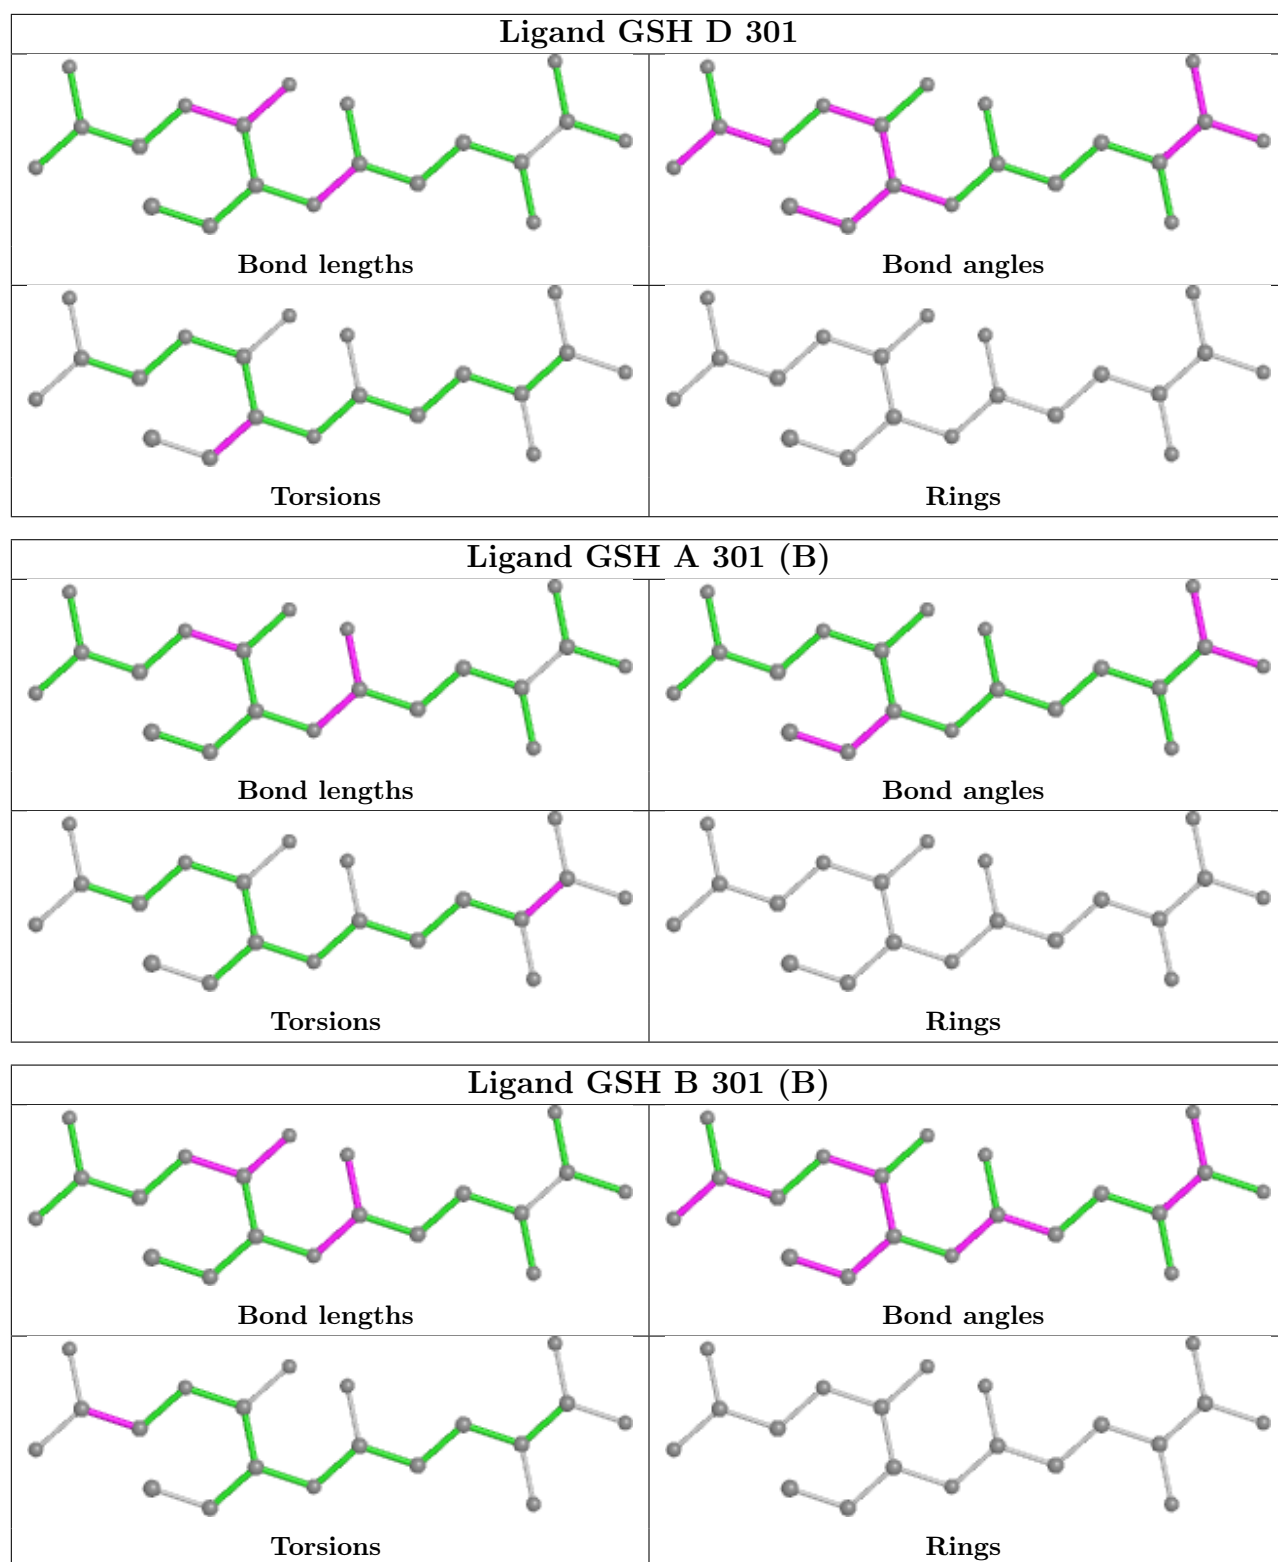 Ligand GSH D 301
Bond lengths
Bond angles
Torsions
Rings
Ligand GSH A 301 (B)
Bond lengths
Bond angles
Torsions
Rings
Ligand GSH B 301 (B)
Bond lengths
Bond angles
Torsions
Rings